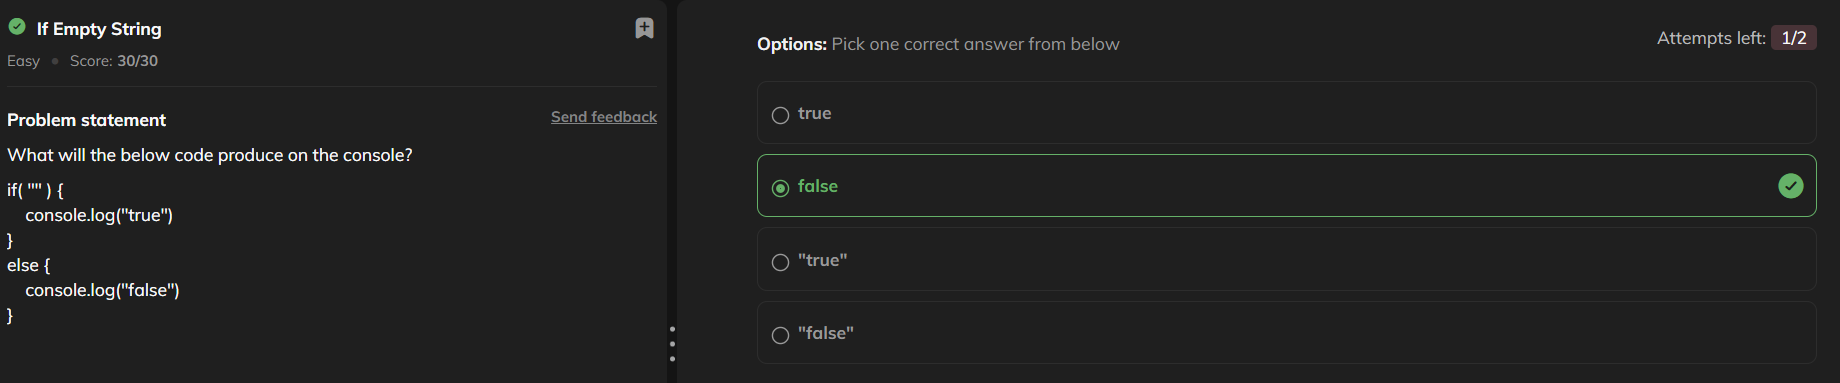 If Empty String
Easy • Score: 30/30
Problem statement
Send feedback
What will the below code produce on the console?
if( "" ) {
    console.log("true")
}
else {
    console.log("false")
}
Options: Pick one correct answer from below
Attempts left: 1/2
true
false
"true"
"false"